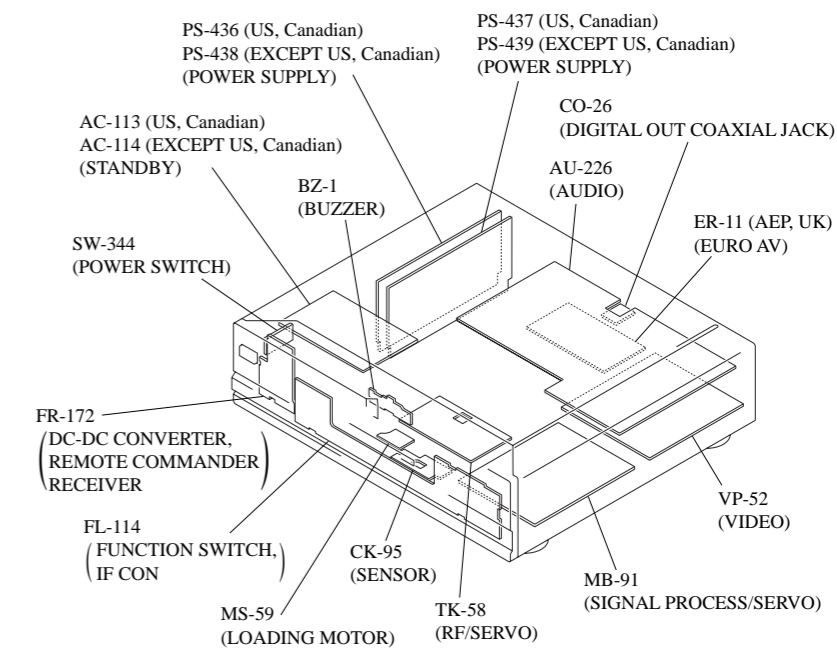 PS-436 (US, Canadian)
PS-438 (EXCEPT US, Canadian)
(POWER SUPPLY)
PS-437 (US, Canadian)
PS-439 (EXCEPT US, Canadian)
(POWER SUPPLY)
CO-26
(DIGITAL OUT COAXIAL JACK)
AC-113 (US, Canadian)
AC-114 (EXCEPT US, Canadian)
(STANDBY)
AU-226
(AUDIO)
BZ-1
(BUZZER)
ER-11 (AEP, UK)
(EURO AV)
SW-344
(POWER SWITCH)
FR-172
(DC-DC CONVERTER,
REMOTE COMMANDER
RECEIVER)
VP-52
(VIDEO)
FL-114
(FUNCTION SWITCH,
IF CON)
CK-95
(SENSOR)
MB-91
(SIGNAL PROCESS/SERVO)
MS-59
(LOADING MOTOR)
TK-58
(RF/SERVO)